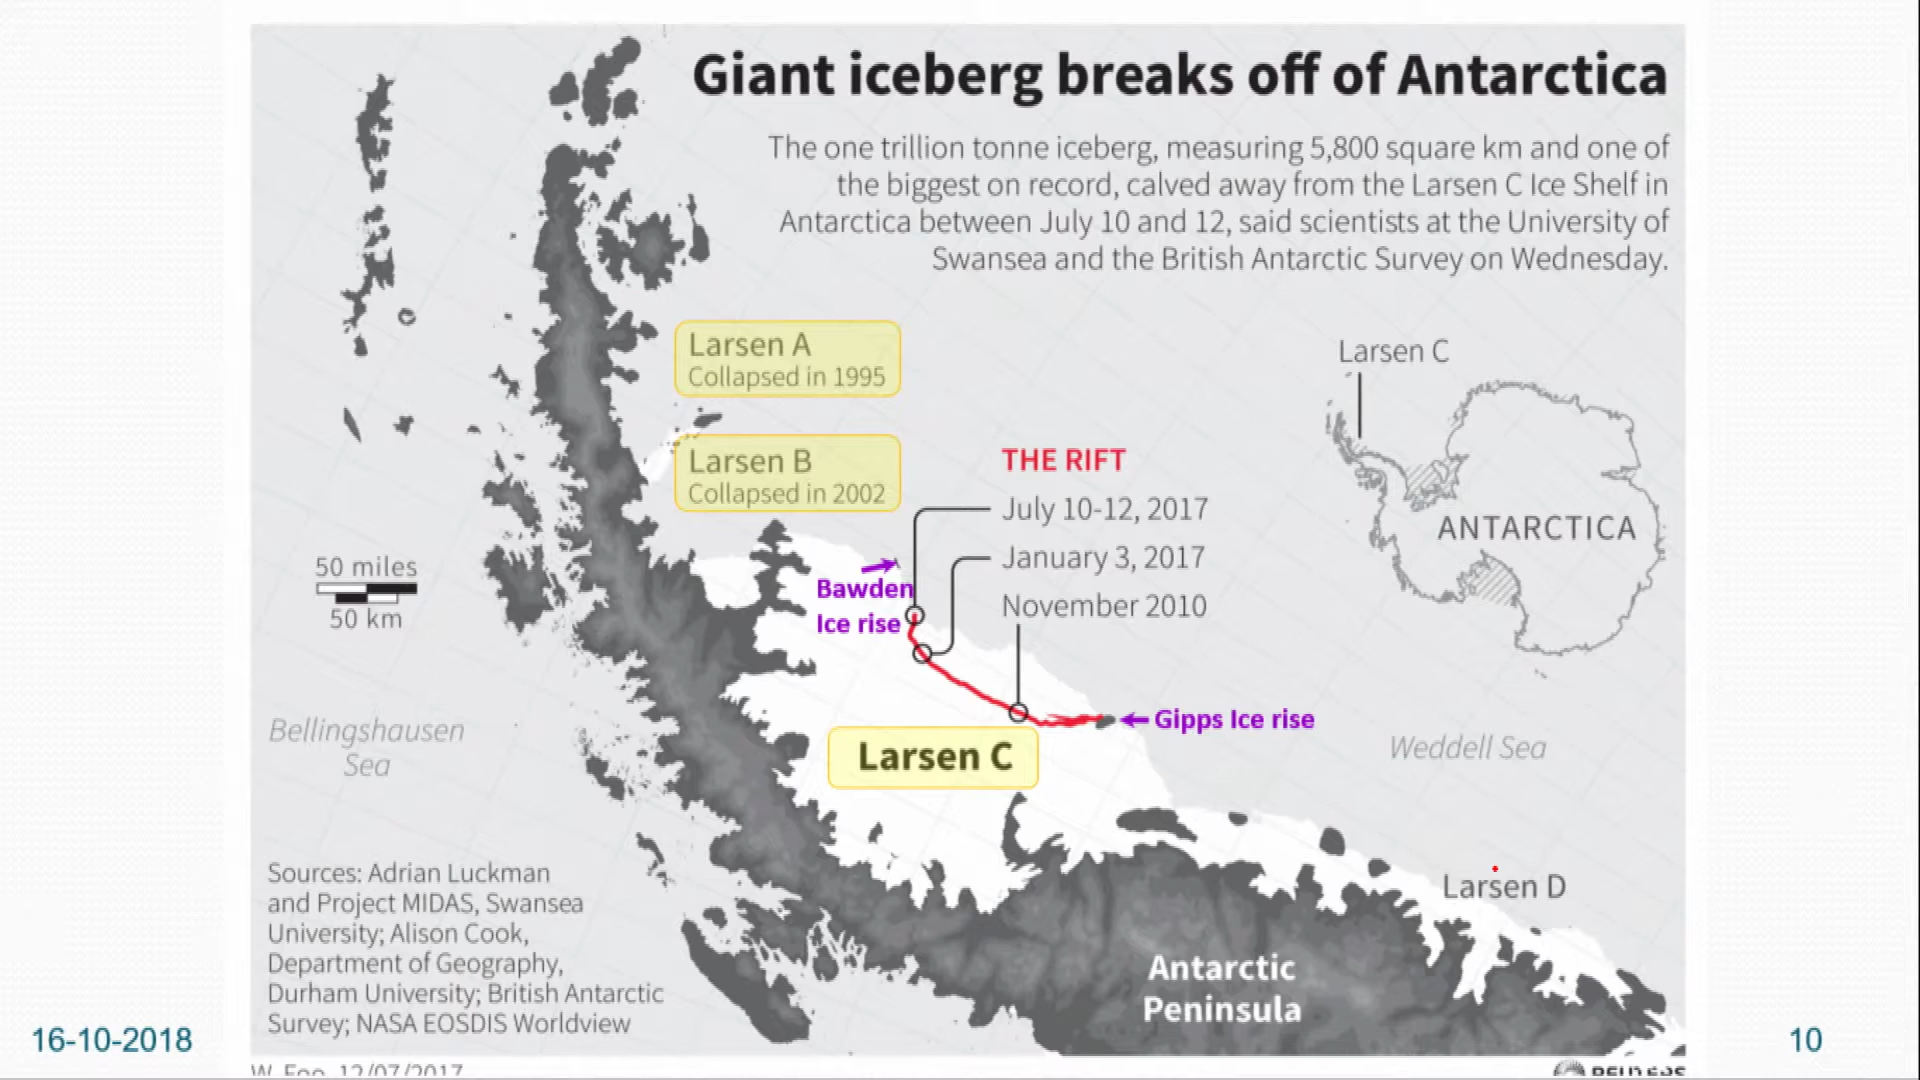 Giant iceberg breaks off of Antarctica
The one trillion tonne iceberg, measuring 5,800 square km and one of
the biggest on record, calved away from the Larsen C Ice Shelf in
Antarctica between July 10 and 12, said scientists at the University of
Swansea and the British Antarctic Survey on Wednesday.
Larsen A
Collapsed in 1995
Larsen B
Collapsed in 2002
THE RIFT
July 10-12, 2017
January 3, 2017
November 2010
Larsen C
ANTARCTICA
50 miles
50 km
Bawden
Ice rise
Gipps Ice rise
Larsen C
Bellingshausen
Sea
Weddell Sea
Larsen D
Antarctic
Peninsula
Sources: Adrian Luckman
and Project MIDAS, Swansea
University; Alison Cook,
Department of Geography,
Durham University; British Antarctic
Survey; NASA EOSDIS Worldview
W. Foo, 12/07/2017
REUTERS
16-10-2018
10